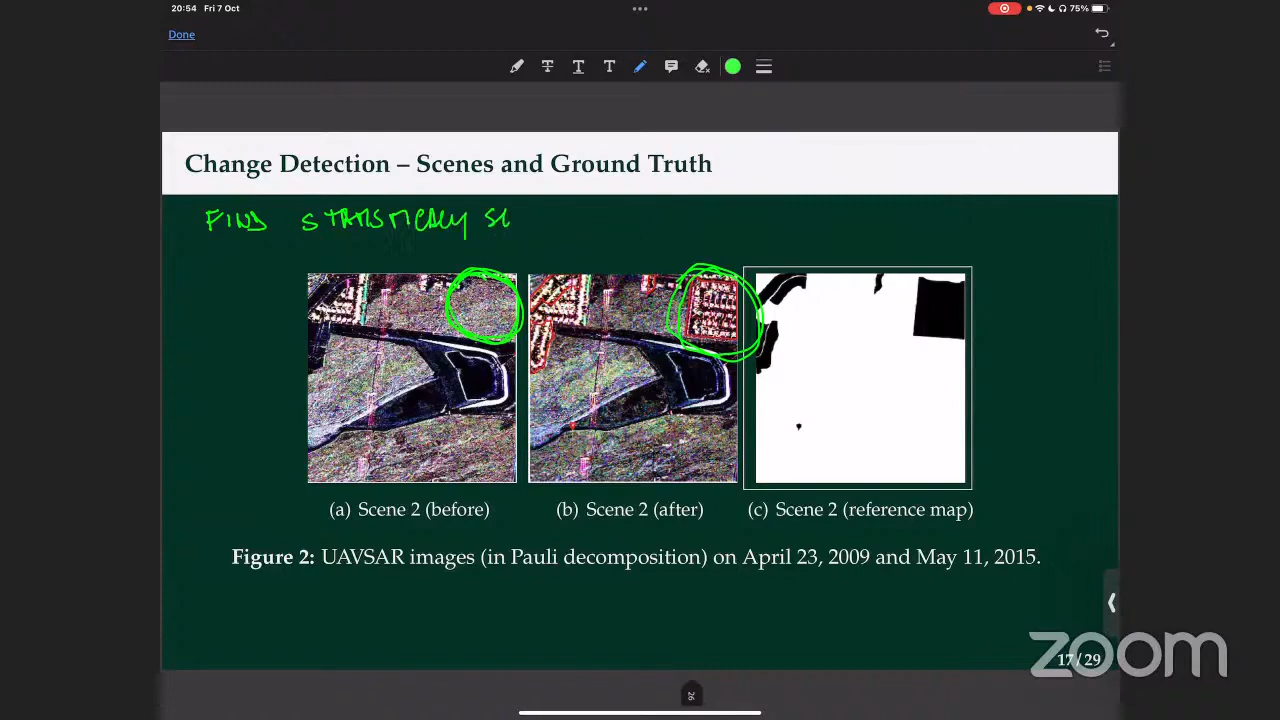 20:54 Fri 7 Oct
75%
Done
Change Detection – Scenes and Ground Truth
FIND STATISTICALLY SI
(a) Scene 2 (before)
(b) Scene 2 (after)
(c) Scene 2 (reference map)
Figure 2: UAVSAR images (in Pauli decomposition) on April 23, 2009 and May 11, 2015.
17 / 29
zoom
26